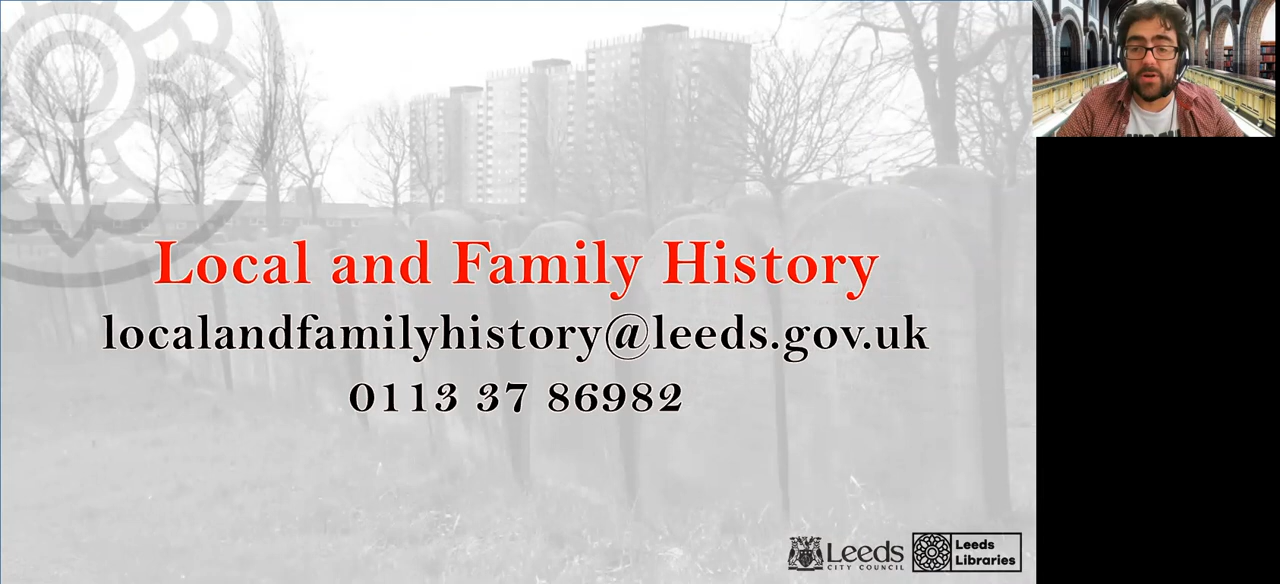 Local and Family History
localandfamilyhistory@leeds.gov.uk
0113 37 86982
Leeds
CITY COUNCIL
Leeds
Libraries